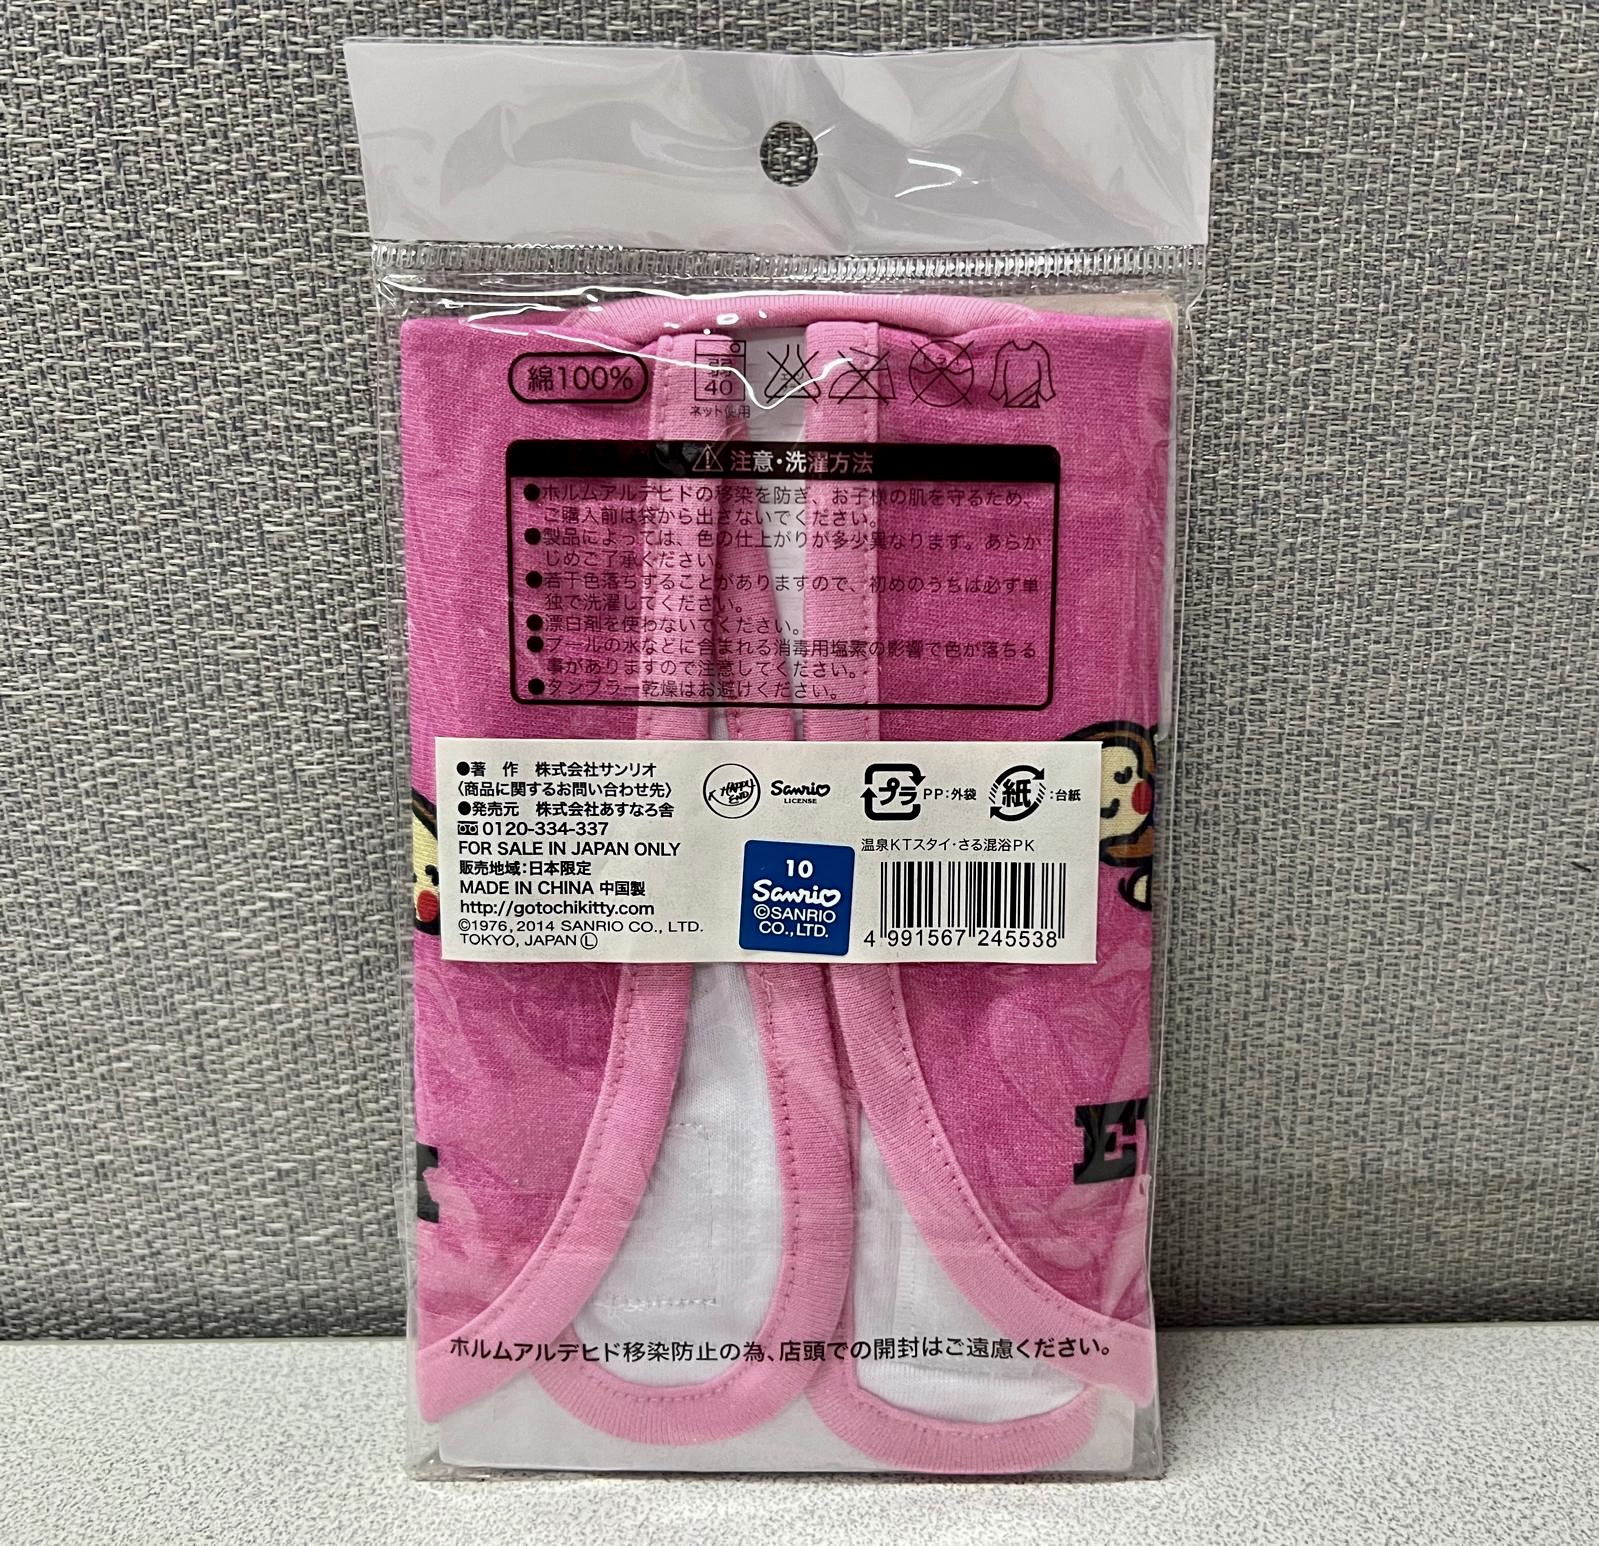 綿100%
弱
40
ネット使用
注意・洗濯方法
●ホルムアルデヒドの移染を防ぎ、お子様の肌を守るため、
ご購入前は袋から出さないでください。
●製品によっては、色の仕上がりが多少異なります。あらか
じめご了承ください。
●若干色落ちすることがありますので、初めのうちは必ず単
独で洗濯してください。
●漂白剤を使わないでください。
●プールの水などに含まれる消毒用塩素の影響で色が落ちる
事がありますので注意してください。
●タンブラー乾燥はお避けください。
●著 作 株式会社サンリオ
〈商品に関するお問い合わせ先〉
●発売元 株式会社あすなろ舎
0120-334-337
FOR SALE IN JAPAN ONLY
販売地域:日本限定
MADE IN CHINA 中国製
http://gotochikitty.com
©1976, 2014 SANRIO CO., LTD.
TOKYO, JAPAN Ⓛ
HAPPY
END
Sanrio
LICENSE
プラ
PP:外袋
紙
:台紙
温泉KTスタイ・さる混浴PK
10
Sanrio
©SANRIO
CO.,LTD.
4 991567 245538
ホルムアルデヒド移染防止の為、店頭での開封はご遠慮ください。